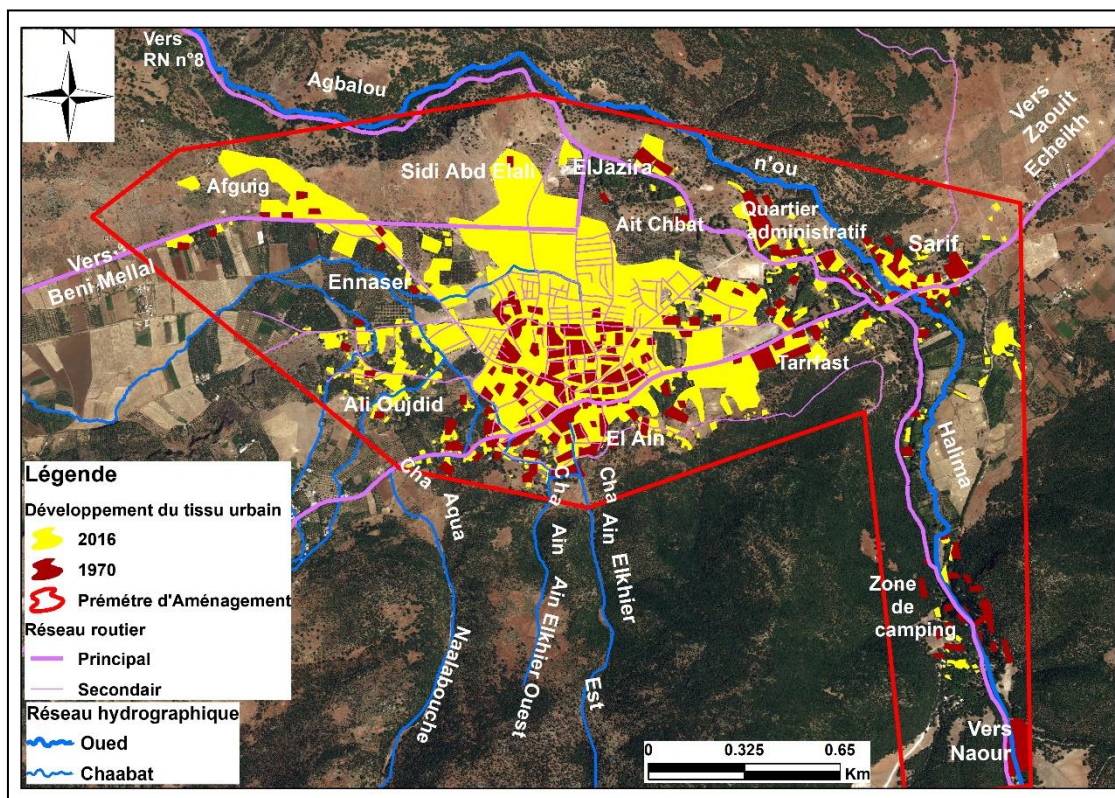 N
Vers
RN n°8
Agbalou
n'ou
Halima
Vers
Zaouit
Echeikh
Sidi Abd Elali
ElJazira
Afguig
Ait Chbat
Quartier
administratif
Sarif
Vers
Beni Mellal
Ennaser
Tarrfast
Ali Oujdid
El Ain
Cha Aqua
Naalabouche
Cha Ain Ain Elkhier Ouest
Cha Ain Elkhier
Est
Zone
de
camping
Vers
Naour
Légende
Développement du tissu urbain
2016
1970
Prémétre d'Aménagement
Réseau routier
Principal
Secondair
Réseau hydrographique
Oued
Chaabat
0 0.325 0.65
Km